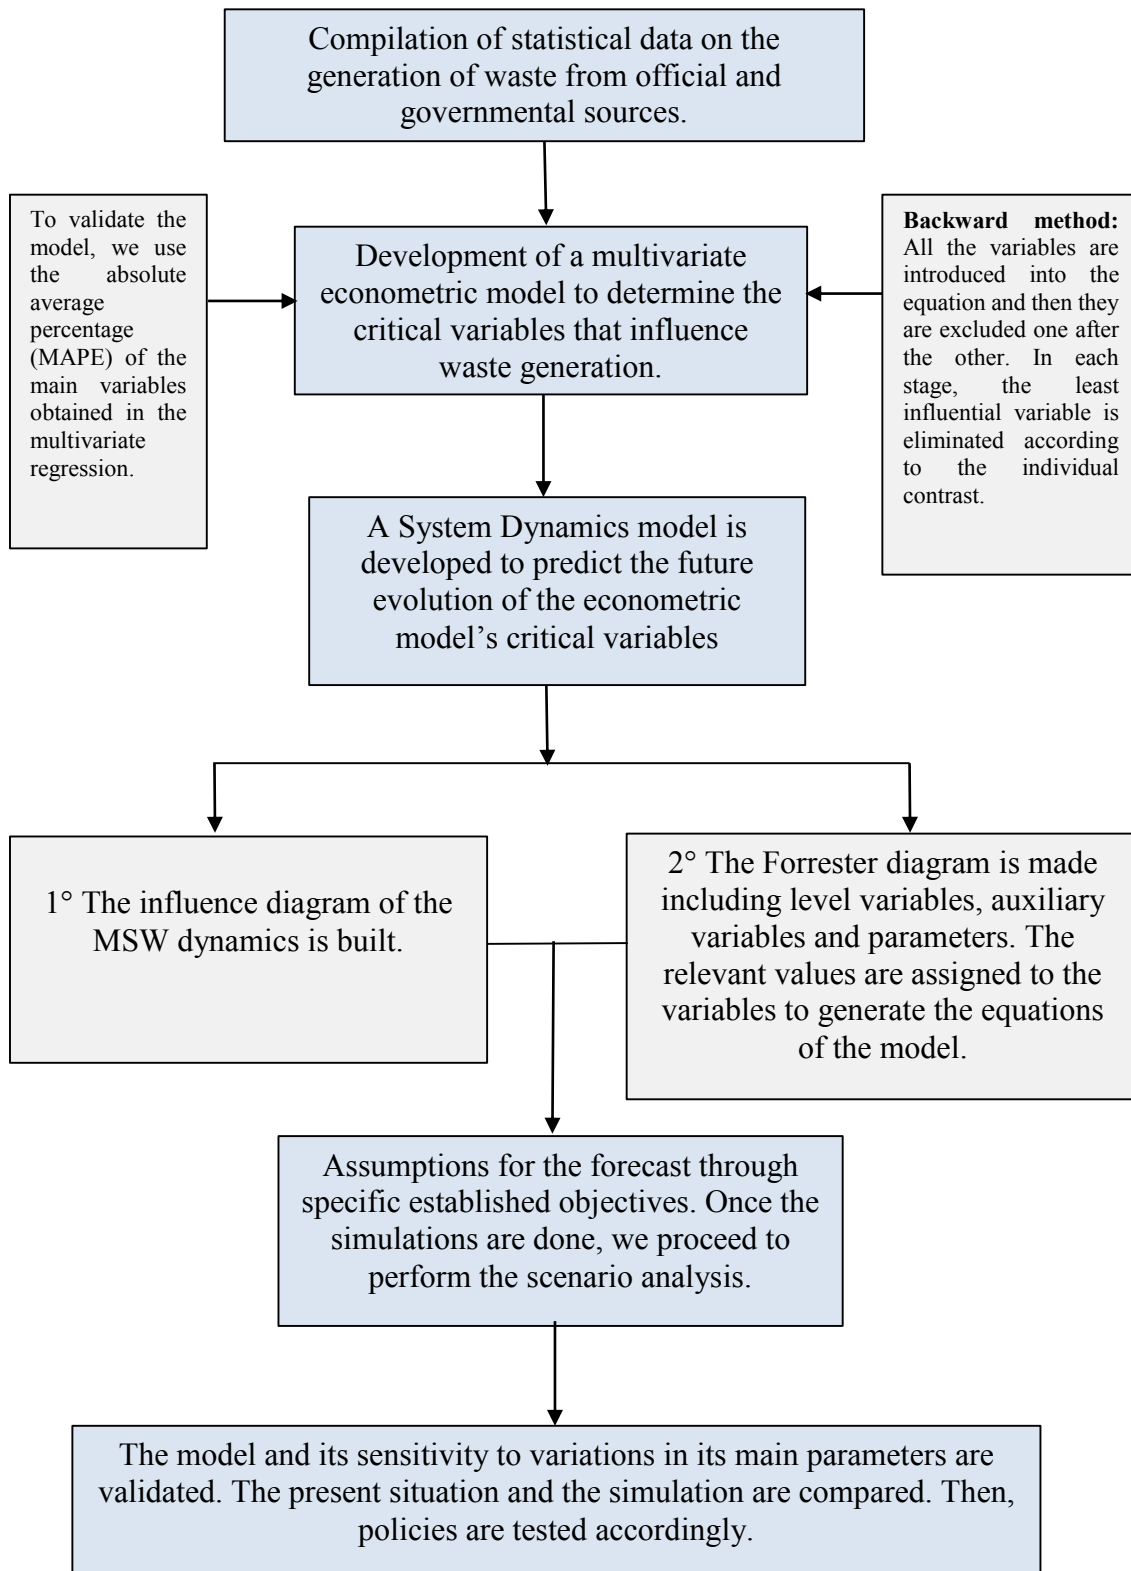 Compilation of statistical data on the
generation of waste from official and
governmental sources.
To validate the
model, we use
the absolute
average
percentage
(MAPE) of the
main variables
obtained in the
multivariate
regression.
Development of a multivariate
econometric model to determine the
critical variables that influence
waste generation.
Backward method:
All the variables are
introduced into the
equation and then they
are excluded one after
the other. In each
stage, the least
influential variable is
eliminated according
to the individual
contrast.
A System Dynamics model is
developed to predict the future
evolution of the econometric
model’s critical variables
1° The influence diagram of the
MSW dynamics is built.
2° The Forrester diagram is made
including level variables, auxiliary
variables and parameters. The
relevant values are assigned to the
variables to generate the equations
of the model.
Assumptions for the forecast through
specific established objectives. Once the
simulations are done, we proceed to
perform the scenario analysis.
The model and its sensitivity to variations in its main parameters are
validated. The present situation and the simulation are compared. Then,
policies are tested accordingly.